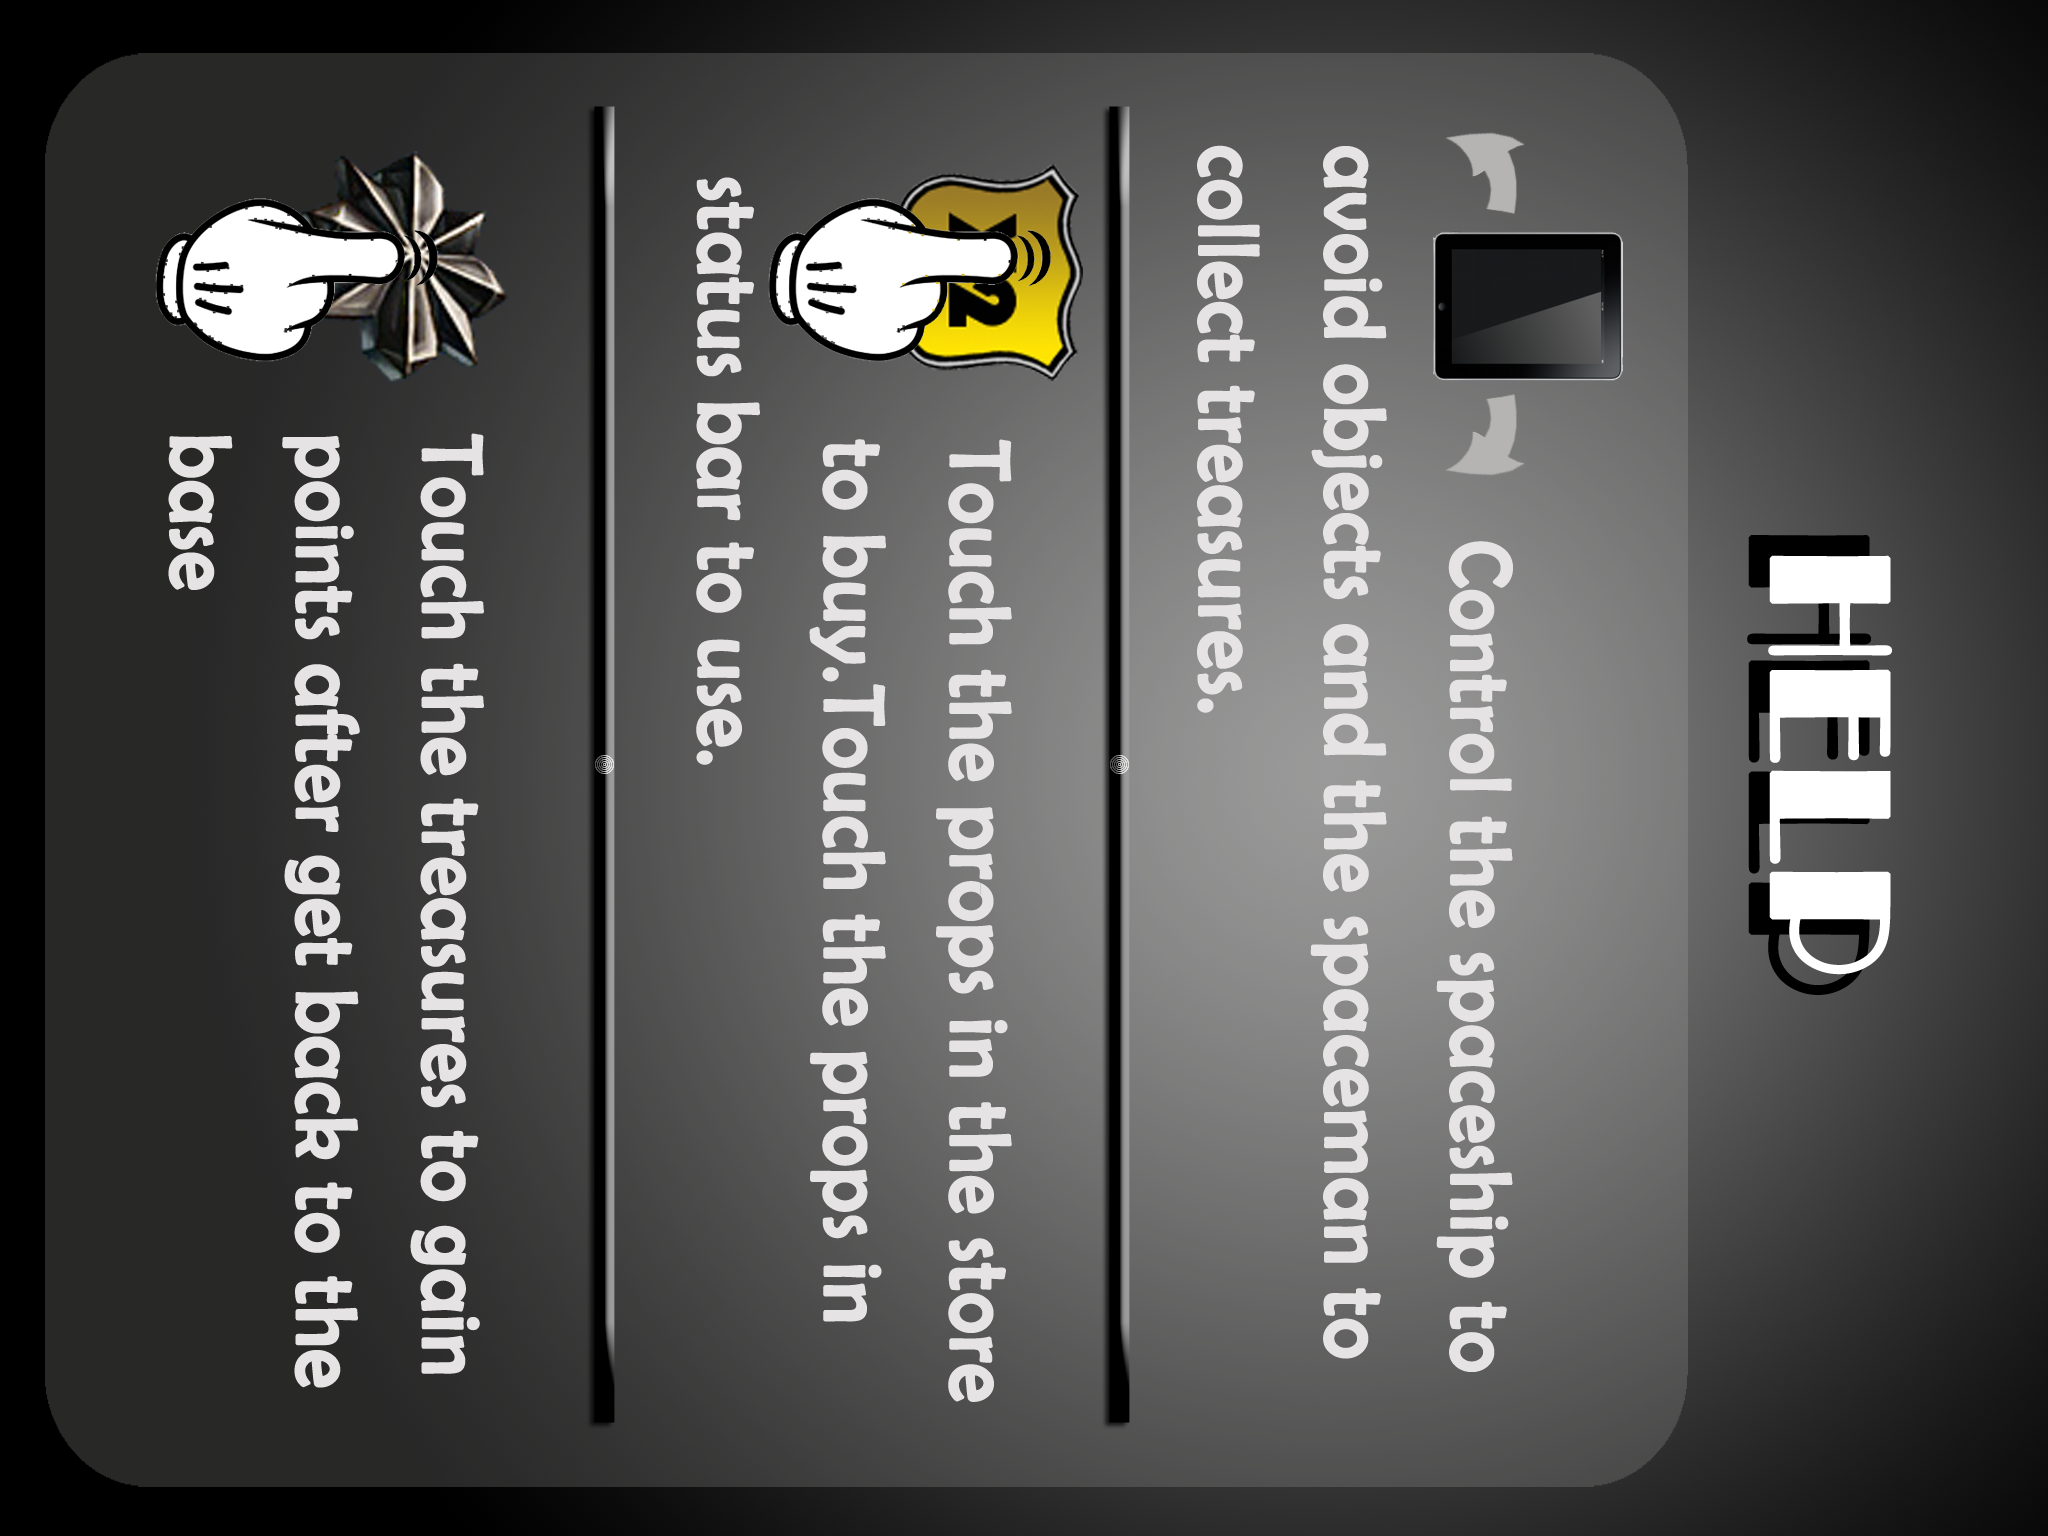 HELP
Control the spaceship to
avoid objects and the spaceman to
collect treasures.
Touch the props in the store
to buy.Touch the props in
status bar to use.
Touch the treasures to gain
points after get back to the
base